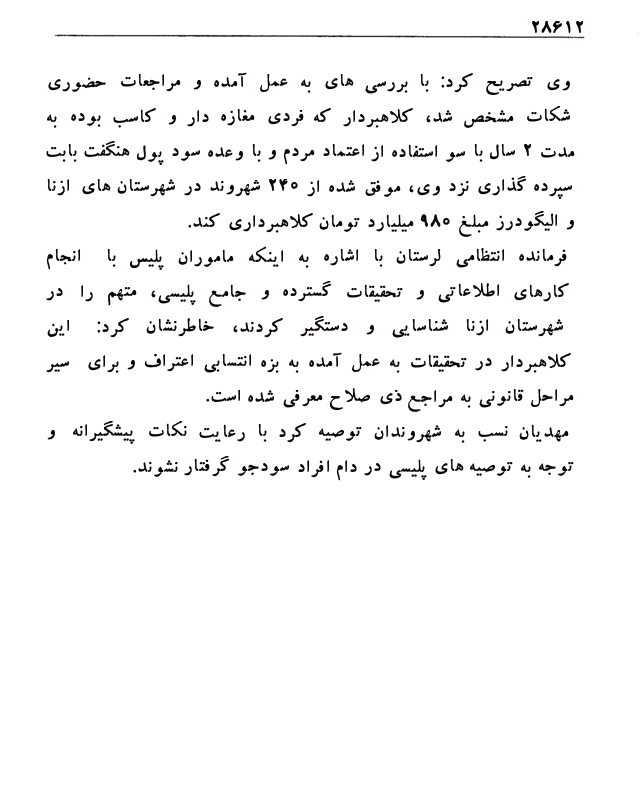 ۲۸۶۱۲
وی تصریح کرد: با بررسی های به عمل آمده و مراجعات حضوری
شکات مشخص شد، کلاهبردار که فردی مغازه دار و کاسب بوده به
مدت ۲ سال با سو استفاده از اعتماد مردم و با وعده سود پول هنگفت بابت
سپرده گذاری نزد وی، موفق شده از ۲۴۰ شهروند در شهرستان های ازنا
و الیگودرز مبلغ ۹۸۰ میلیارد تومان کلاهبرداری کند.
فرمانده انتظامی لرستان با اشاره به اینکه ماموران پلیس با انجام
کارهای اطلاعاتی و تحقیقات گسترده و جامع پلیسی، متهم را در
شهرستان ازنا شناسایی و دستگیر کردند، خاطرنشان کرد: این
کلاهبردار در تحقیقات به عمل آمده به بزه انتسابی اعتراف و برای سیر
مراحل قانونی به مراجع ذی صلاح معرفی شده است.
مهدیان نسب به شهروندان توصیه کرد با رعایت نکات پیشگیرانه و
توجه به توصیه های پلیسی در دام افراد سودجو گرفتار نشوند.